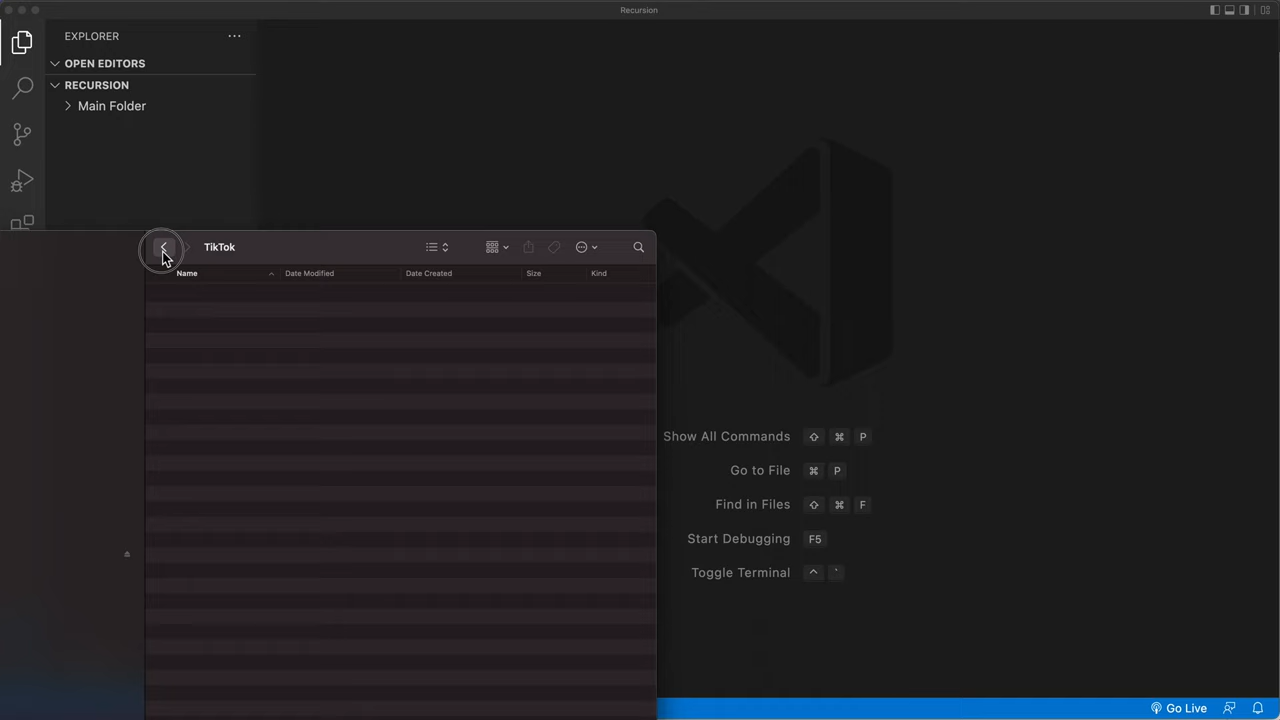 Recursion
EXPLORER
OPEN EDITORS
RECURSION
Main Folder
TikTok
Name Date Modified Date Created Size Kind
Show All Commands ⇧ ⌘ P
Go to File ⌘ P
Find in Files ⇧ ⌘ F
Start Debugging F5
Toggle Terminal ^ `
Go Live